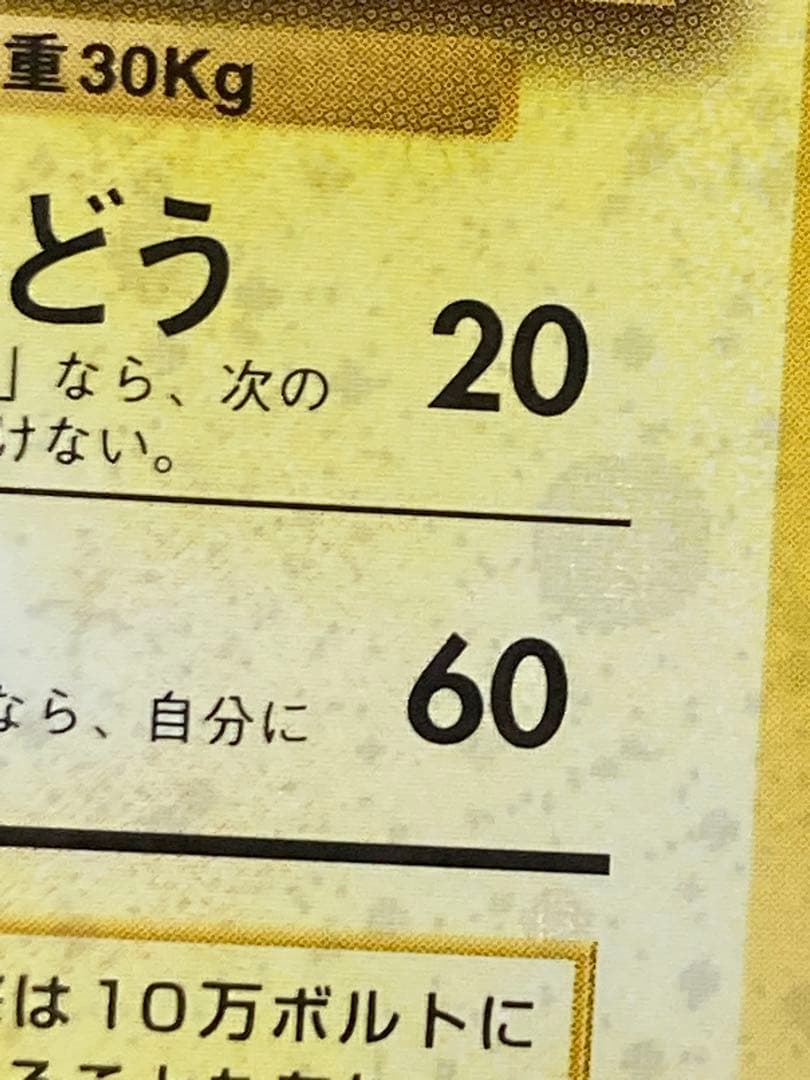 重30Kg
どう
20
」なら、次の
けない。
60
なら、自分に
は10万ボルトに